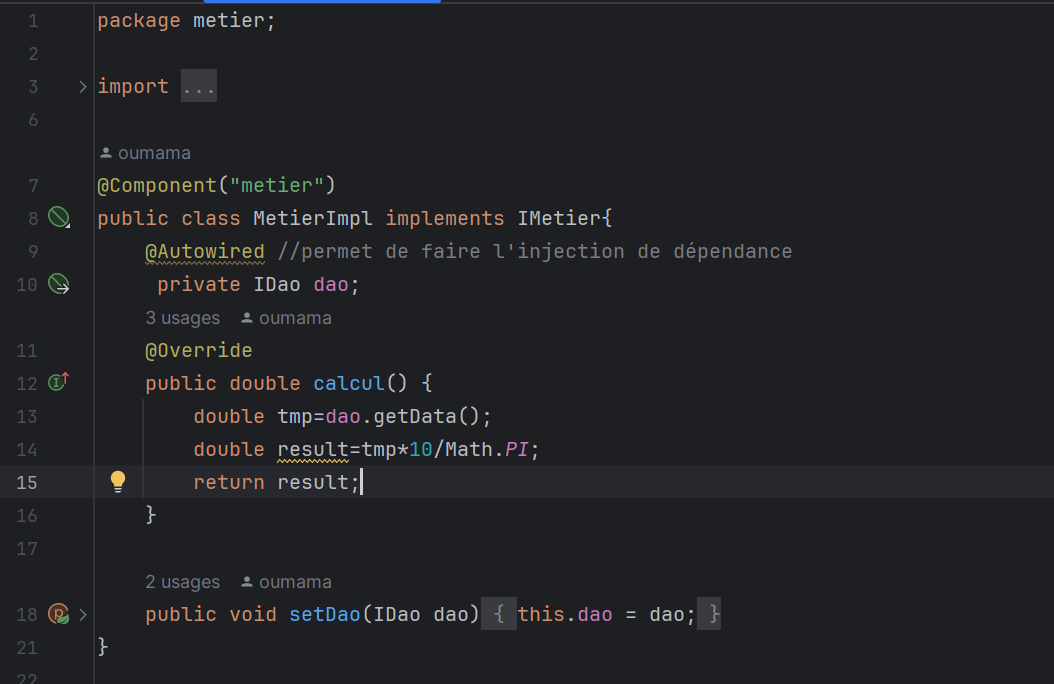 1 package metier;
2
3 import ...
6
oumama
7 @Component("metier")
8 public class MetierImpl implements IMetier{
9 @Autowired //permet de faire l'injection de dépendance
10 private IDao dao;
3 usages oumama
11 @Override
12 public double calcul() {
13 double tmp=dao.getData();
14 double result=tmp*10/Math.PI;
15 return result;
16 }
17
2 usages oumama
18 public void setDao(IDao dao) { this.dao = dao; }
21 }
22